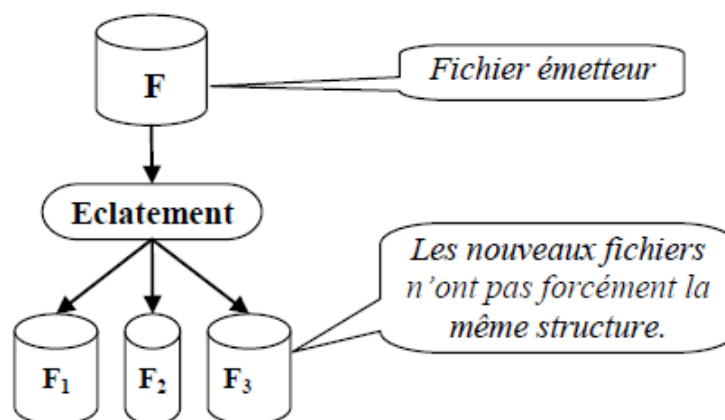 F
Fichier émetteur
Eclatement
Les nouveaux fichiers
n’ont pas forcément la
même structure.
F₁
F₂
F₃